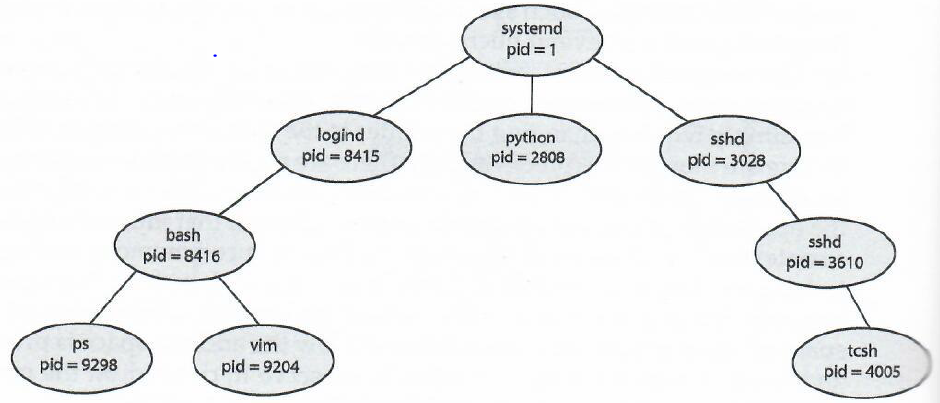 systemd
pid = 1
logind
pid = 8415
python
pid = 2808
sshd
pid = 3028
bash
pid = 8416
sshd
pid = 3610
ps
pid = 9298
vim
pid = 9204
tcsh
pid = 4005